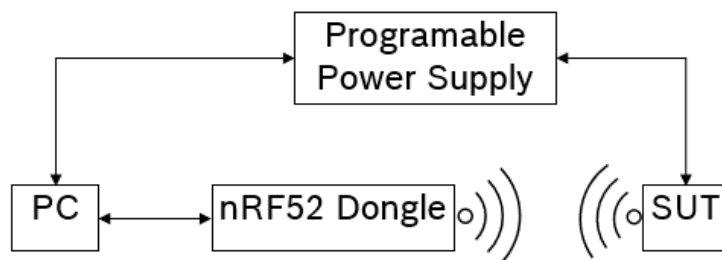 Programable
Power Supply
PC
nRF52 Dongle
SUT